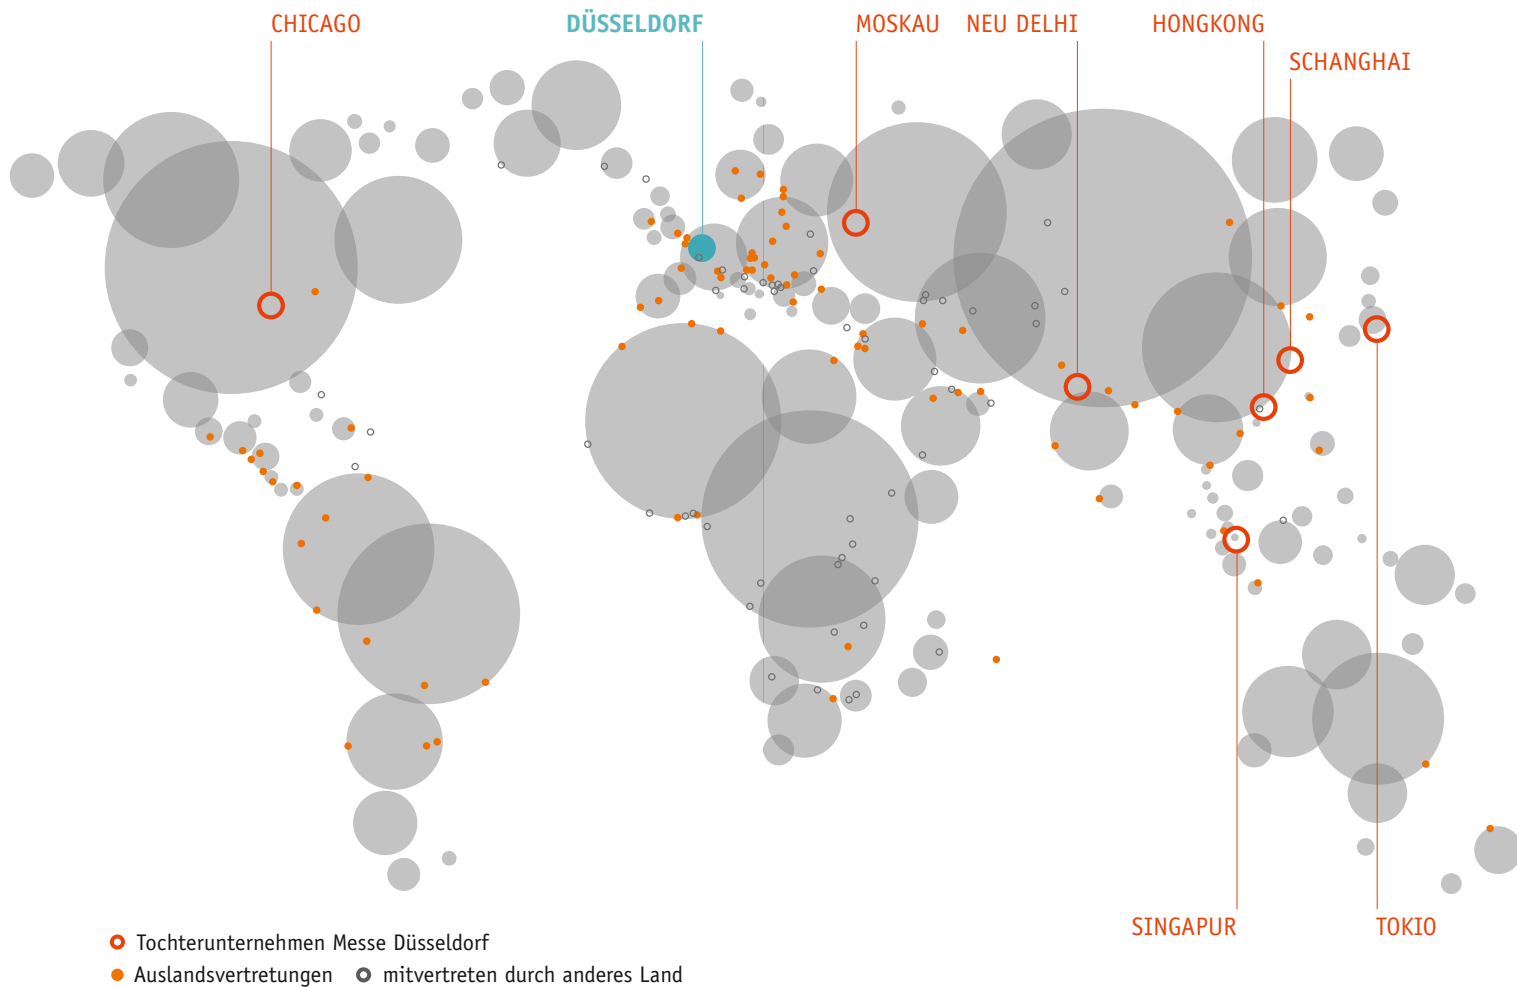 CHICAGO
DÜSSELDORF
MOSKAU
NEU DELHI
HONGKONG
SCHANGHAI
SINGAPUR
TOKIO
Tochterunternehmen Messe Düsseldorf
Auslandsvertretungen
mitvertreten durch anderes Land